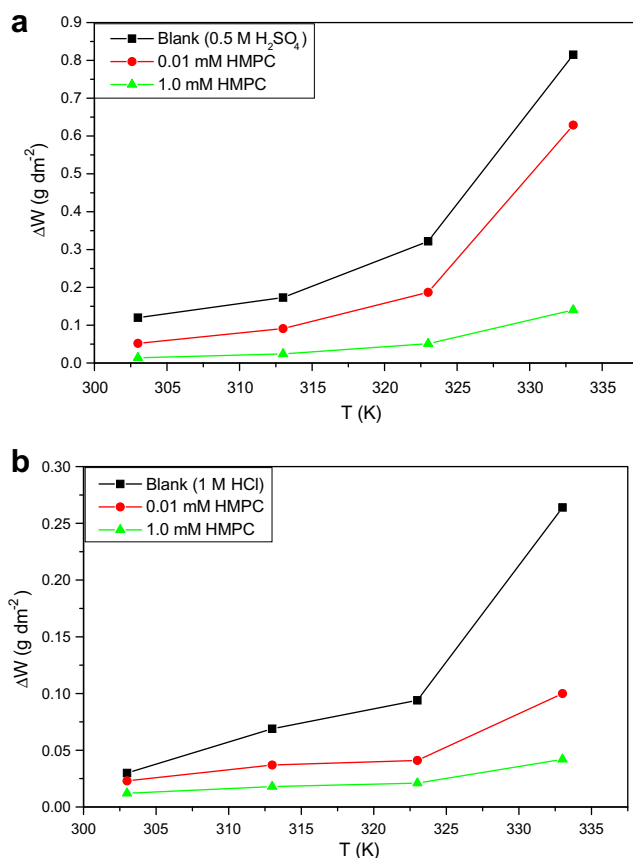 a
Blank (0.5 M H₂SO₄)
0.01 mM HMPC
1.0 mM HMPC
0.9
0.8
0.7
0.6
0.5
0.4
0.3
0.2
0.1
0.0
ΔW (g dm⁻²)
300 305 310 315 320 325 330 335
T (K)
b
Blank (1 M HCl)
0.01 mM HMPC
1.0 mM HMPC
0.30
0.25
0.20
0.15
0.10
0.05
0.00
ΔW (g dm⁻²)
300 305 310 315 320 325 330 335
T (K)